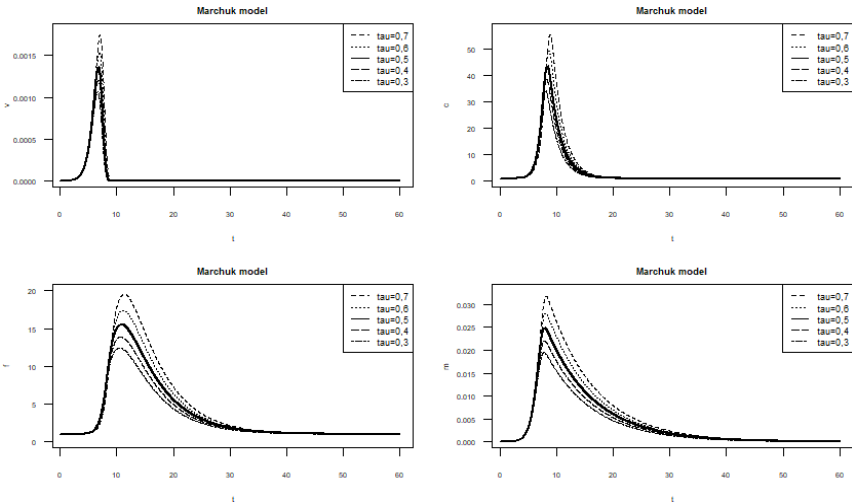 Marchuk model
v
0.0015
0.0010
0.0005
0.0000
0 10 20 30 40 50 60
t
tau=0,7
tau=0,6
tau=0,5
tau=0,4
tau=0,3
Marchuk model
c
50
40
30
20
10
0
0 10 20 30 40 50 60
t
tau=0,7
tau=0,6
tau=0,5
tau=0,4
tau=0,3
Marchuk model
f
20
15
10
5
0
0 10 20 30 40 50 60
t
tau=0,7
tau=0,6
tau=0,5
tau=0,4
tau=0,3
Marchuk model
m
0.030
0.025
0.020
0.015
0.010
0.005
0.000
0 10 20 30 40 50 60
t
tau=0,7
tau=0,6
tau=0,5
tau=0,4
tau=0,3